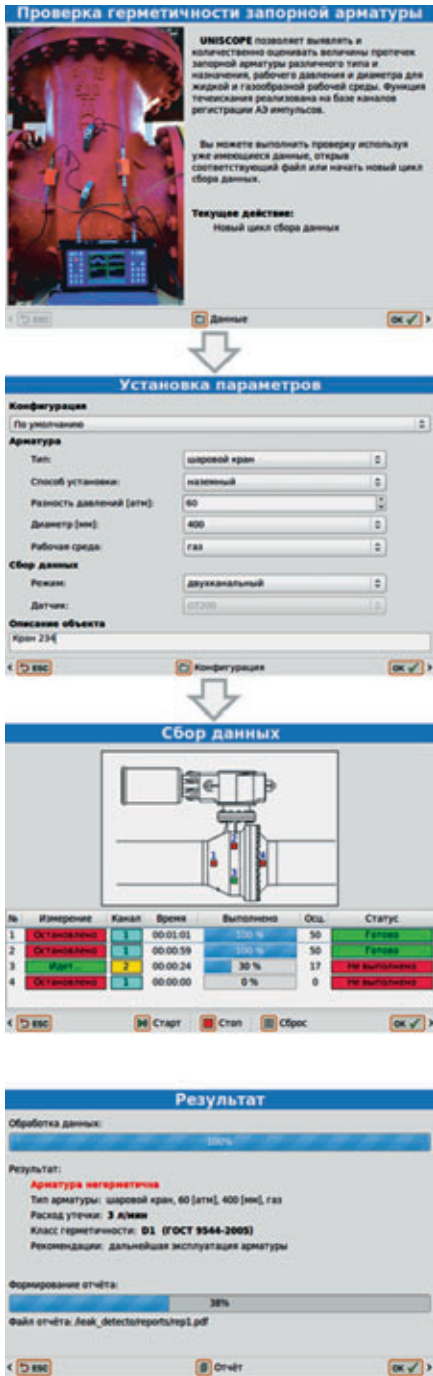 Проверка герметичности запорной арматуры
UNISCOPE позволяет выявлять и
количественно оценивать величины протечек
запорной арматуры различного типа и
назначения, рабочего давления и диаметра для
жидкой и газообразной рабочей среды. Функция
течеискания реализована на базе каналов
регистрации АЭ импульсов.
Вы можете выполнить проверку используя
уже имеющиеся данные, открыв
соответствующий файл или начать новый цикл
сбора данных.
Текущее действие:
Новый цикл сбора данных
< ESC Данные OK >
Установка параметров
Конфигурация
По умолчанию
Арматура
Тип: шаровой кран
Способ установки: наземный
Разность давлений [атм]: 60
Диаметр [мм]: 400
Рабочая среда: газ
Сбор данных
Режим: двухканальный
Датчик: GT200
Описание объекта
Кран 234
< ESC Конфигурация OK >
Сбор данных
1 2 3 4
№ Измерение Канал Время Выполнено Осц. Статус
1 Остановлено 1 00:01:01 100 % 50 Готово
2 Остановлено 1 00:00:59 100 % 50 Готово
3 Идет... 2 00:00:24 30 % 17 Не выполнено
4 Остановлено 1 00:00:00 0 % 0 Не выполнено
< ESC Старт Стоп Сброс OK >
Результат
Обработка данных:
100%
Результат:
Арматура негерметична
Тип арматуры: шаровой кран, 60 [атм], 400 [мм], газ
Расход утечки: 3 л/мин
Класс герметичности: D1 (ГОСТ 9544-2005)
Рекомендации: дальнейшая эксплуатация арматуры
Формирование отчёта:
38%
Файл отчёта: /leak_detects/reports/rep1.pdf
< ESC Отчёт OK >